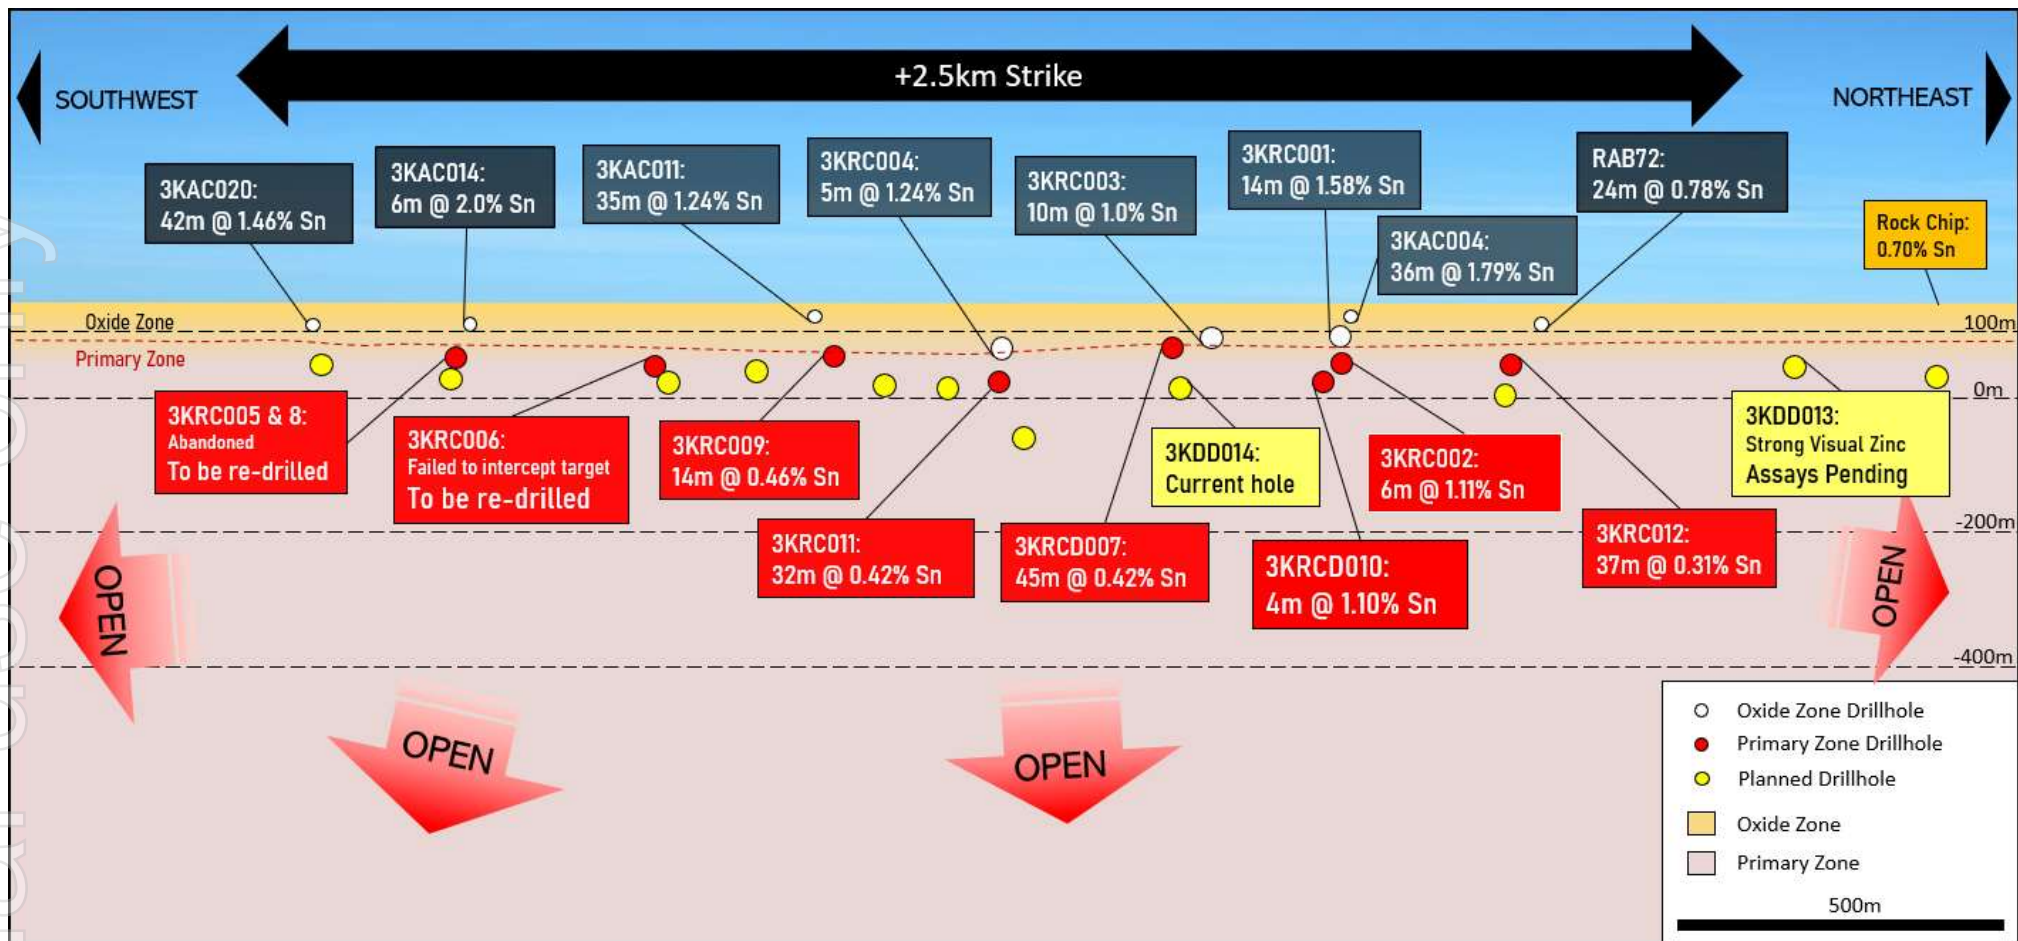 +2.5km Strike
SOUTHWEST
NORTHEAST
3KAC020:
42m @ 1.46% Sn
3KAC014:
6m @ 2.0% Sn
3KAC011:
35m @ 1.24% Sn
3KRC004:
5m @ 1.24% Sn
3KRC003:
10m @ 1.0% Sn
3KRC001:
14m @ 1.58% Sn
3KAC004:
36m @ 1.79% Sn
RAB72:
24m @ 0.78% Sn
Rock Chip:
0.70% Sn
Oxide Zone
100m
Primary Zone
0m
3KRC005 & 8:
Abandoned
To be re-drilled
3KRC006:
Failed to intercept target
To be re-drilled
3KRC009:
14m @ 0.46% Sn
3KRC011:
32m @ 0.42% Sn
3KRCD007:
45m @ 0.42% Sn
3KDD014:
Current hole
3KRCD010:
4m @ 1.10% Sn
3KRC002:
6m @ 1.11% Sn
3KRC012:
37m @ 0.31% Sn
3KDD013:
Strong Visual Zinc
Assays Pending
-200m
-400m
OPEN
OPEN
OPEN
OPEN
Oxide Zone Drillhole
Primary Zone Drillhole
Planned Drillhole
Oxide Zone
Primary Zone
500m